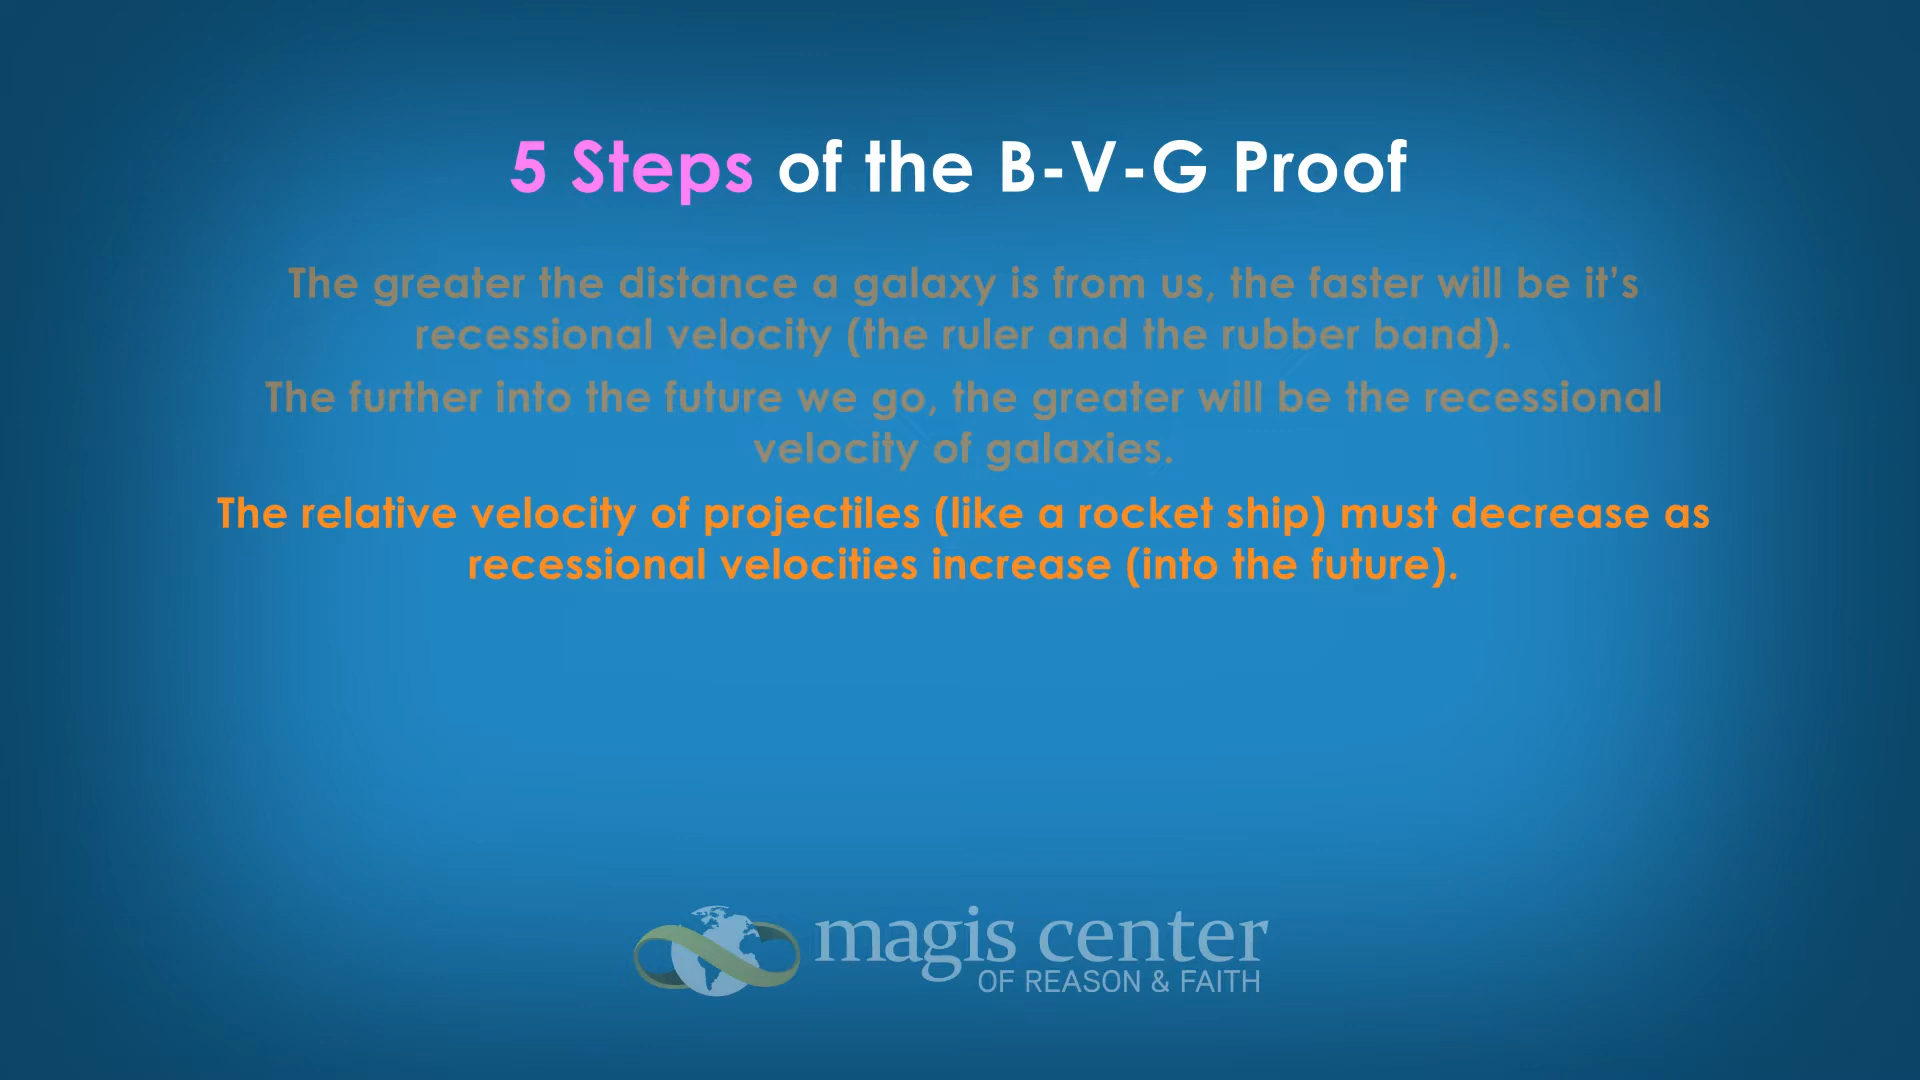 5 Steps of the B-V-G Proof
The greater the distance a galaxy is from us, the faster will be it’s
recessional velocity (the ruler and the rubber band).
The further into the future we go, the greater will be the recessional
velocity of galaxies.
The relative velocity of projectiles (like a rocket ship) must decrease as
recessional velocities increase (into the future).
magis center
OF REASON & FAITH